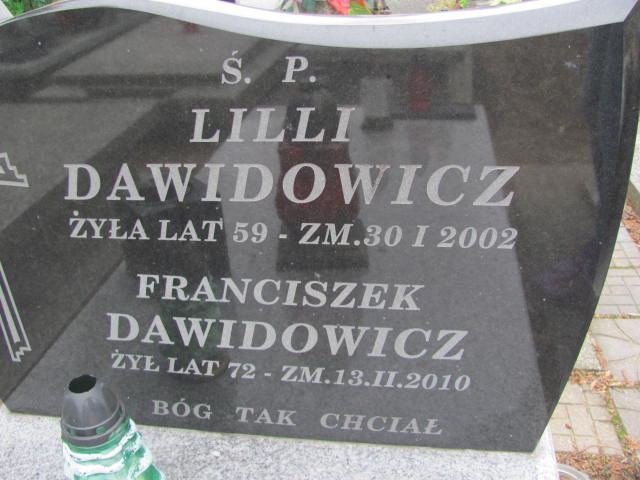 Ś. P.
LILLI
DAWIDOWICZ
ŻYŁA LAT 59 - ZM.30 I 2002
FRANCISZEK
DAWIDOWICZ
ŻYŁ LAT 72 - ZM.13.II.2010
BÓG TAK CHCIAŁ